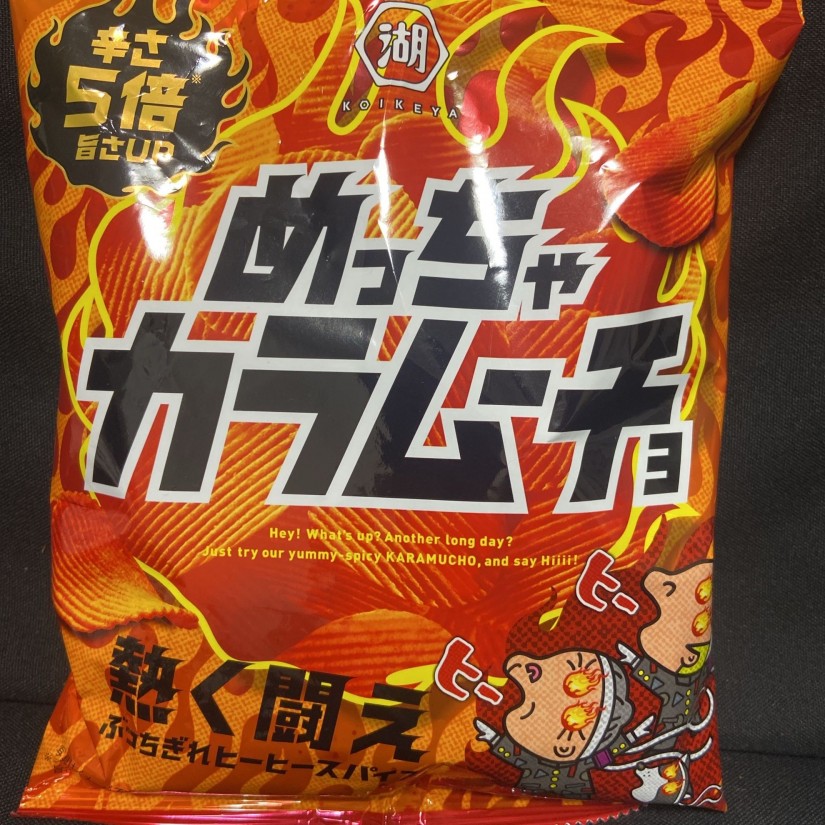 辛さ
5倍※
旨さUP
湖
KOIKEYA
めっちゃ
カラムーチョ
Hey! What's up? Another long day?
Just try our yummy-spicy KARAMUCHO, and say Hiiii!
ヒー
ヒー
熱く闘え
ぶっちぎれヒーヒースパイス